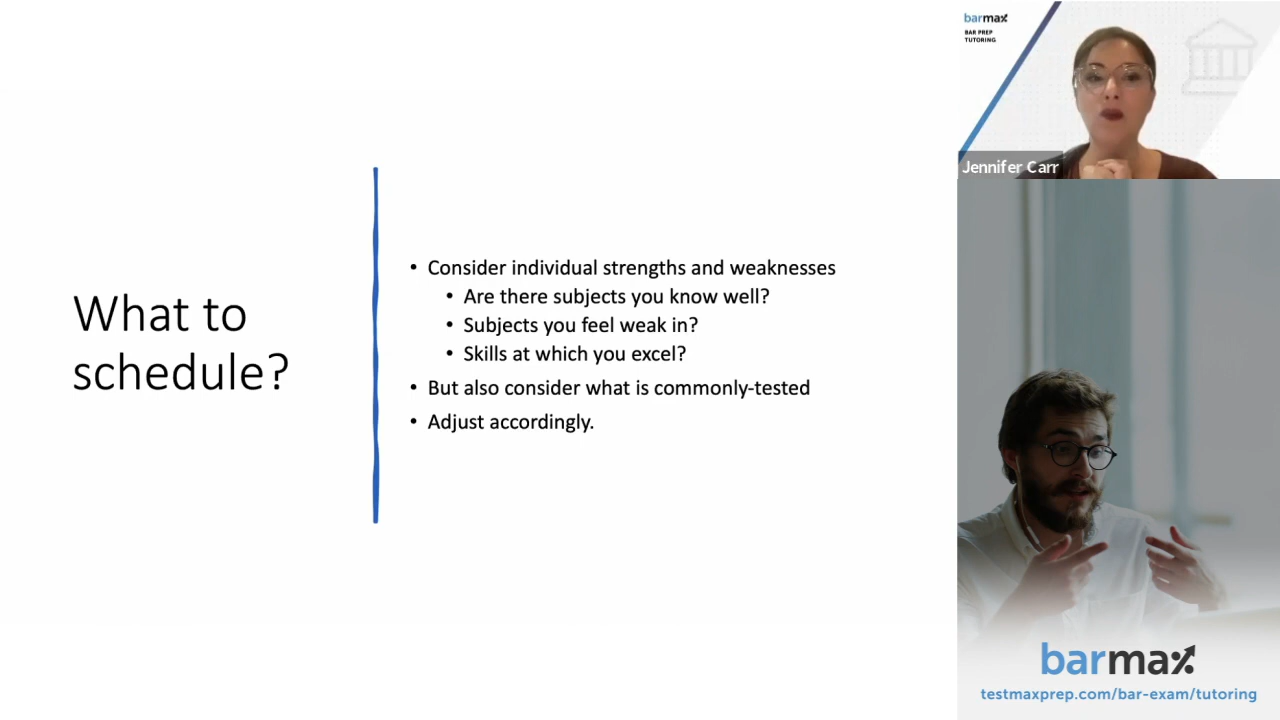 What to
schedule?
• Consider individual strengths and weaknesses
• Are there subjects you know well?
• Subjects you feel weak in?
• Skills at which you excel?
• But also consider what is commonly-tested
• Adjust accordingly.
barmax
BAR PREP
TUTORING
Jennifer Carr
barmax
testmaxprep.com/bar-exam/tutoring